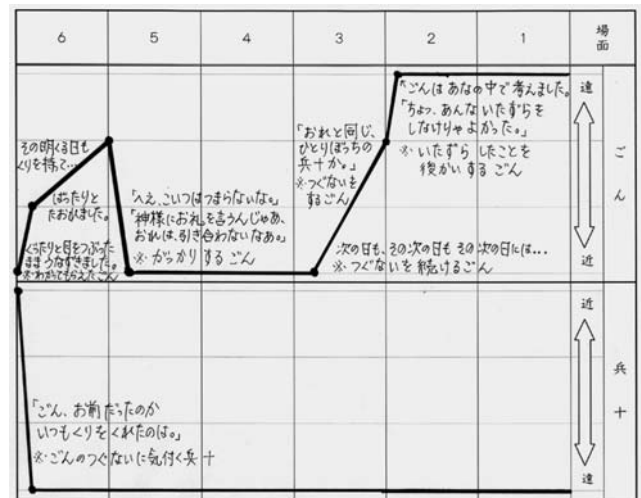 場面
1
2
3
4
5
6
ごん
遠
近
「ごんは あなの中で考えました。
「ちょっ、あんないたずらを
しなけりゃよかった。」
※いたずらしたことを
後かいするごん
「おれと同じ、
ひとりぼっちの
兵十か。」
※つぐないを
するごん
次の日も、その次の日も その次の日には…
※つぐないを続けるごん
「へえ、こいつはつまらないな。」
「神様にお礼を言うんじゃあ、
おれは、引き合わないなあ。」
※がっかりするごん
その明くる日も
くりを持って…
ばったりと
たおれました。
ぐったりと目をつぶった
ままうなずきました。
※わかってもらえたごん
兵十
近
遠
「ごん、お前だったのか
いつもくりをくれたのは。」
※ごんのつぐないに気付く兵十